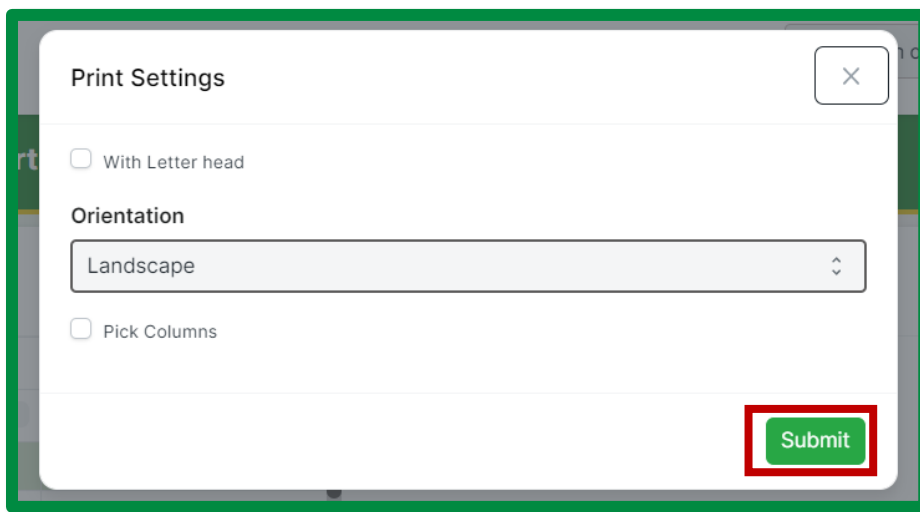 Print Settings
With Letter head
Orientation
Landscape
Pick Columns
Submit